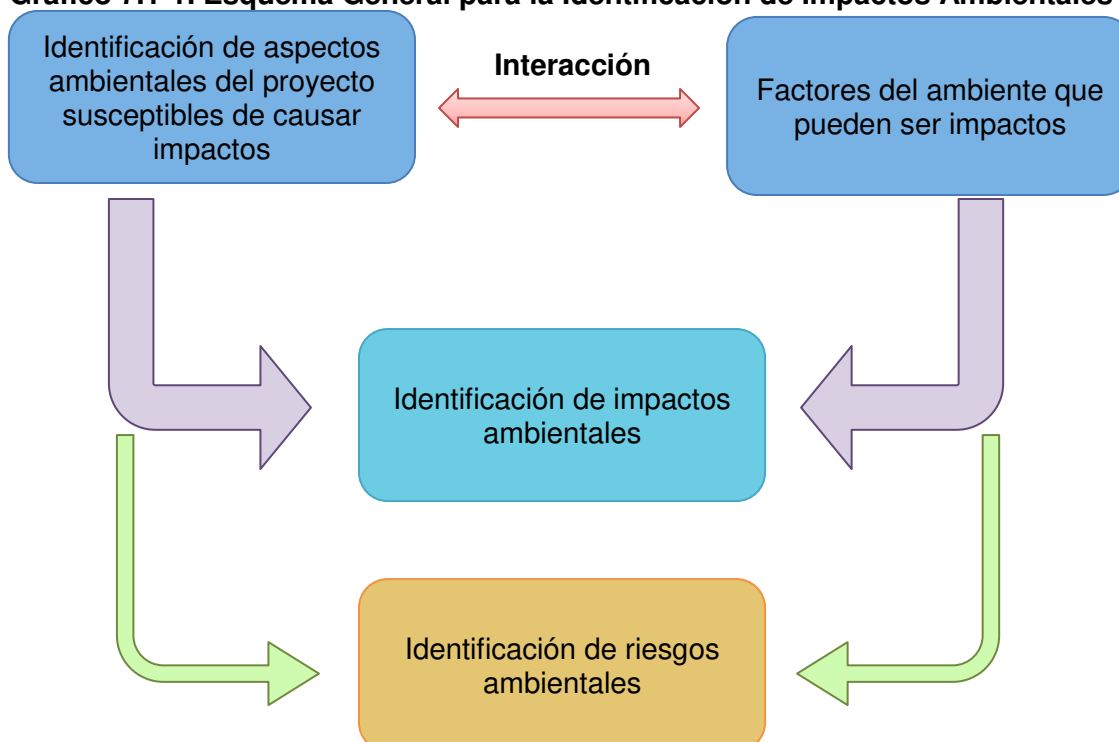 Gráfico 7.1-1. Esquema General para la Identificación de Impactos Ambientales
Identificación de aspectos
ambientales del proyecto
susceptibles de causar
impactos
Interacción
Factores del ambiente que
pueden ser impactos
Identificación de impactos
ambientales
Identificación de riesgos
ambientales